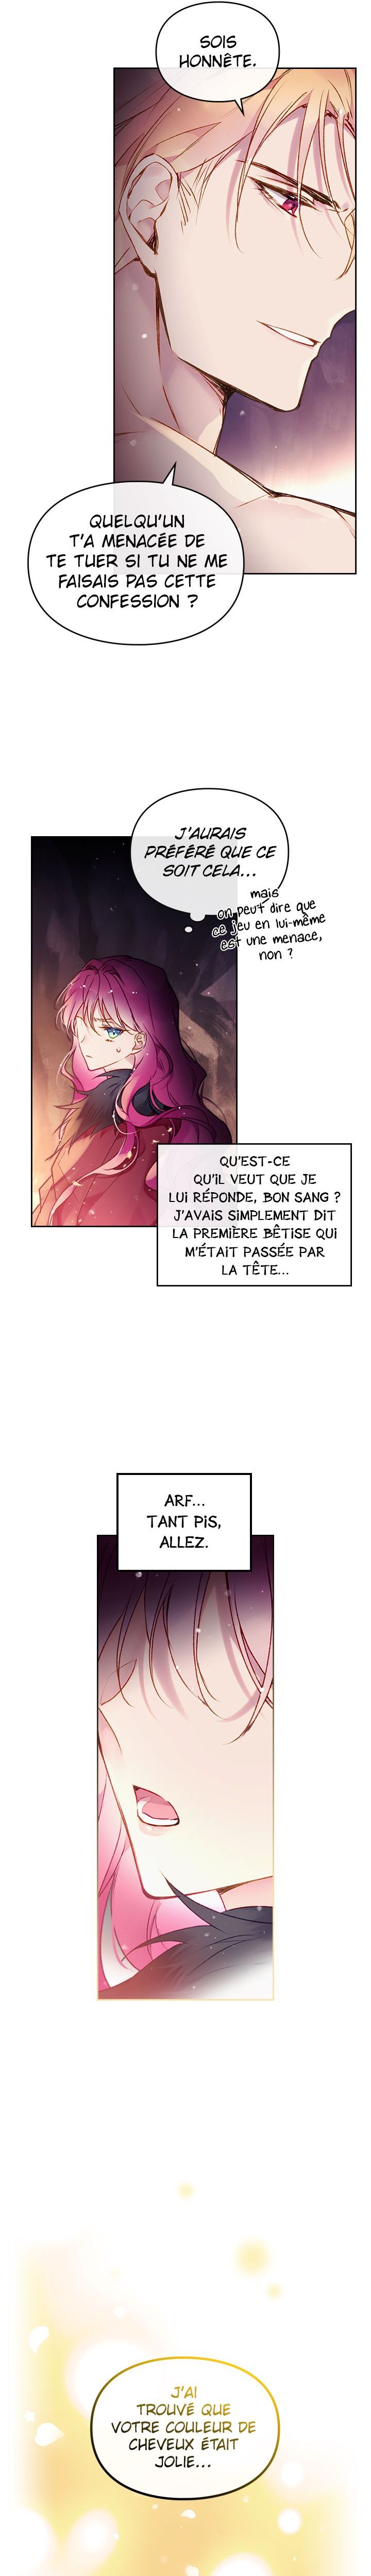 SOIS
HONNÊTE.
QUELQU'UN
T'A MENACÉE DE
TE TUER SI TU NE ME
FAISAIS PAS CETTE
CONFESSION ?
J'AURAIS
PRÉFÉRÉ QUE CE
SOIT CELA...
mais
on peut dire que
ce jeu en lui-même
est une menace,
non ?
QU'EST-CE
QU'IL VEUT QUE JE
LUI RÉPONDE, BON SANG ?
J'AVAIS SIMPLEMENT DIT
LA PREMIÈRE BÊTISE QUI
M'ÉTAIT PASSÉE PAR
LA TÊTE...
ARF...
TANT PIS,
ALLEZ.
J'AI
TROUVÉ QUE
VOTRE COULEUR DE
CHEVEUX ÉTAIT
JOLIE...